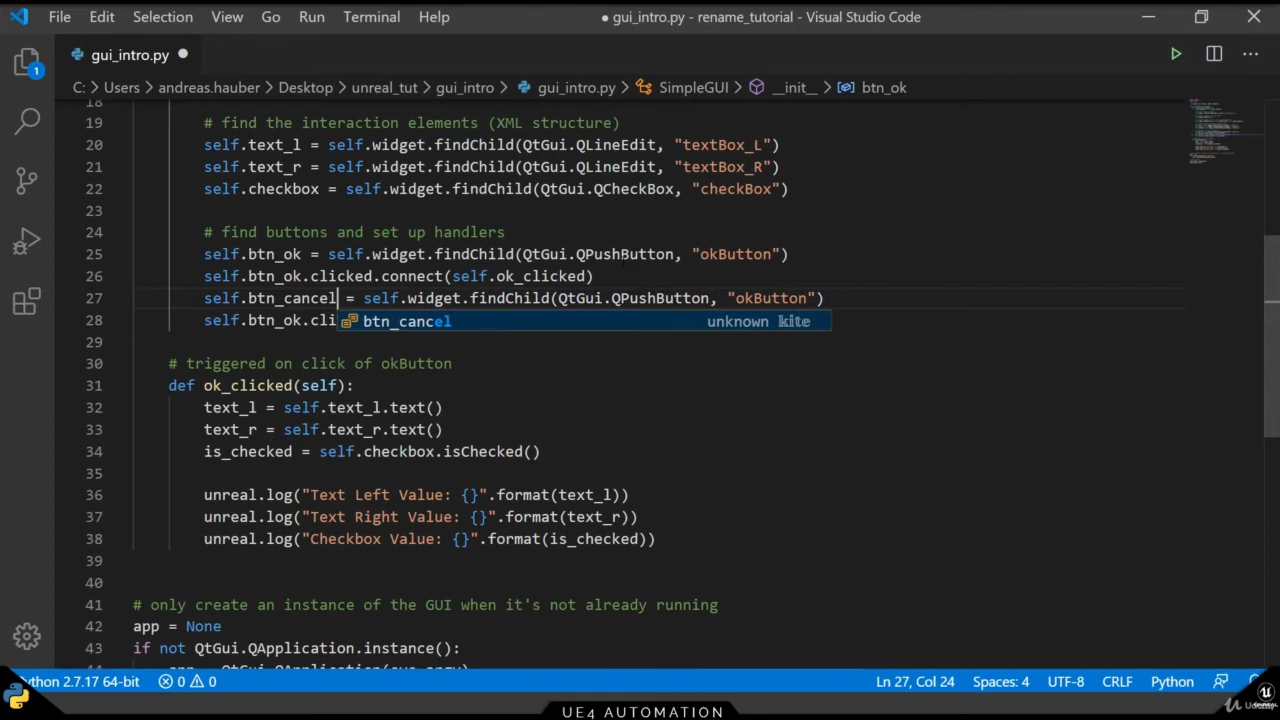 File Edit Selection View Go Run Terminal Help ● gui_intro.py - rename_tutorial - Visual Studio Code
gui_intro.py
C: > Users > andreas.hauber > Desktop > unreal_tut > gui_intro > gui_intro.py > SimpleGUI > __init__ > btn_ok
1
18
19 # find the interaction elements (XML structure)
20 self.text_l = self.widget.findChild(QtGui.QLineEdit, "textBox_L")
21 self.text_r = self.widget.findChild(QtGui.QLineEdit, "textBox_R")
22 self.checkbox = self.widget.findChild(QtGui.QCheckBox, "checkBox")
23
24 # find buttons and set up handlers
25 self.btn_ok = self.widget.findChild(QtGui.QPushButton, "okButton")
26 self.btn_ok.clicked.connect(self.ok_clicked)
27 self.btn_cancel = self.widget.findChild(QtGui.QPushButton, "okButton")
28 self.btn_ok.cli btn_cancel unknown kite
29
30 # triggered on click of okButton
31 def ok_clicked(self):
32 text_l = self.text_l.text()
33 text_r = self.text_r.text()
34 is_checked = self.checkbox.isChecked()
35
36 unreal.log("Text Left Value: {}".format(text_l))
37 unreal.log("Text Right Value: {}".format(text_r))
38 unreal.log("Checkbox Value: {}".format(is_checked))
39
40
41 # only create an instance of the GUI when it's not already running
42 app = None
43 if not QtGui.QApplication.instance():
44 app = QtGui.QApplication(sys.argv)
ython 2.7.17 64-bit 0 0 Ln 27, Col 24 Spaces: 4 UTF-8 CRLF Python
UE4 AUTOMATION